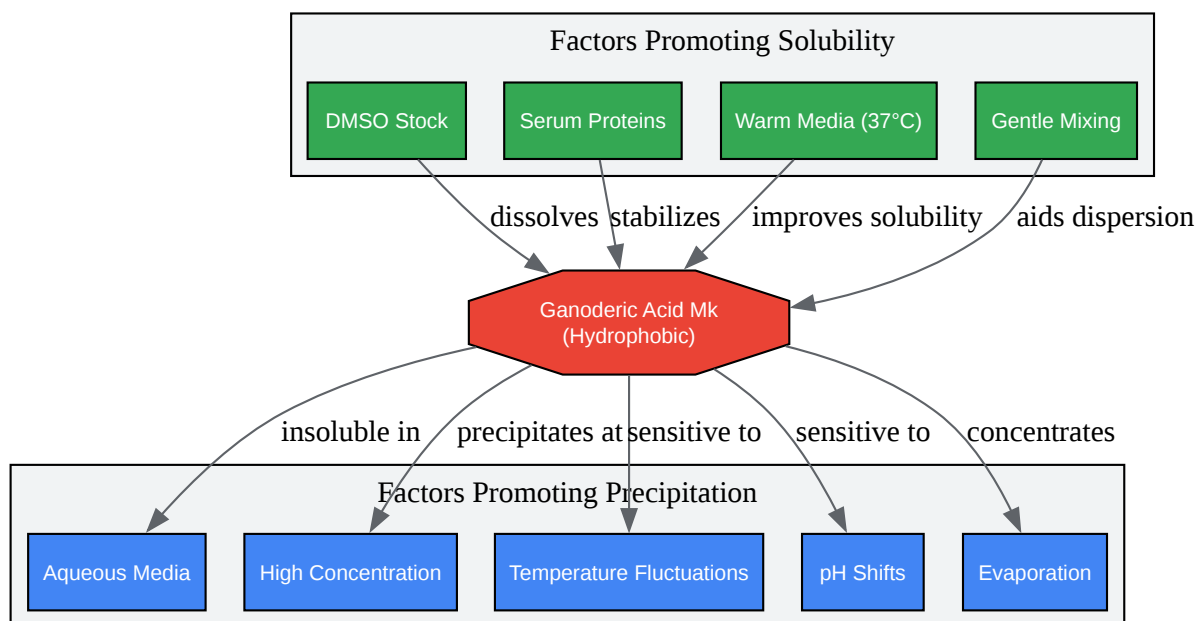 Factors Promoting Solubility
DMSO Stock
Serum Proteins
Warm Media (37°C)
Gentle Mixing
dissolves
stabilizes
improves solubility
aids dispersion
Ganoderic Acid Mk
(Hydrophobic)
insoluble in
precipitates at
sensitive to
sensitive to
concentrates
Factors Promoting Precipitation
Aqueous Media
High Concentration
Temperature Fluctuations
pH Shifts
Evaporation